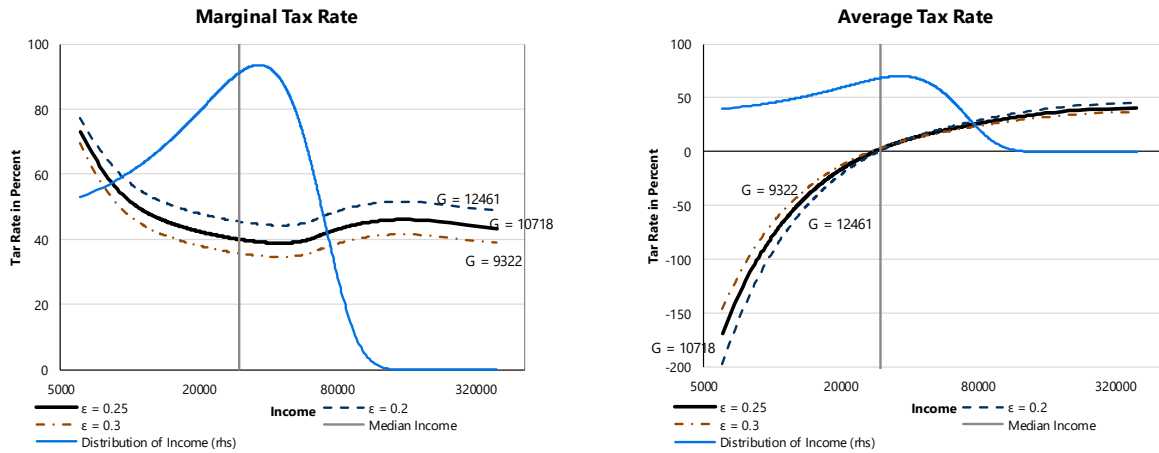 Marginal Tax Rate
100
80
60
40
20
0
Tar Rate in Percent
G = 12461
G = 10718
G = 9322
5000
20000
80000
320000
Income
ε = 0.25
ε = 0.2
ε = 0.3
Median Income
Distribution of Income (rhs)
Average Tax Rate
100
50
0
-50
-100
-150
-200
Tar Rate in Percent
G = 9322
G = 12461
G = 10718
5000
20000
80000
320000
Income
ε = 0.25
ε = 0.2
ε = 0.3
Median Income
Distribution of Income (rhs)